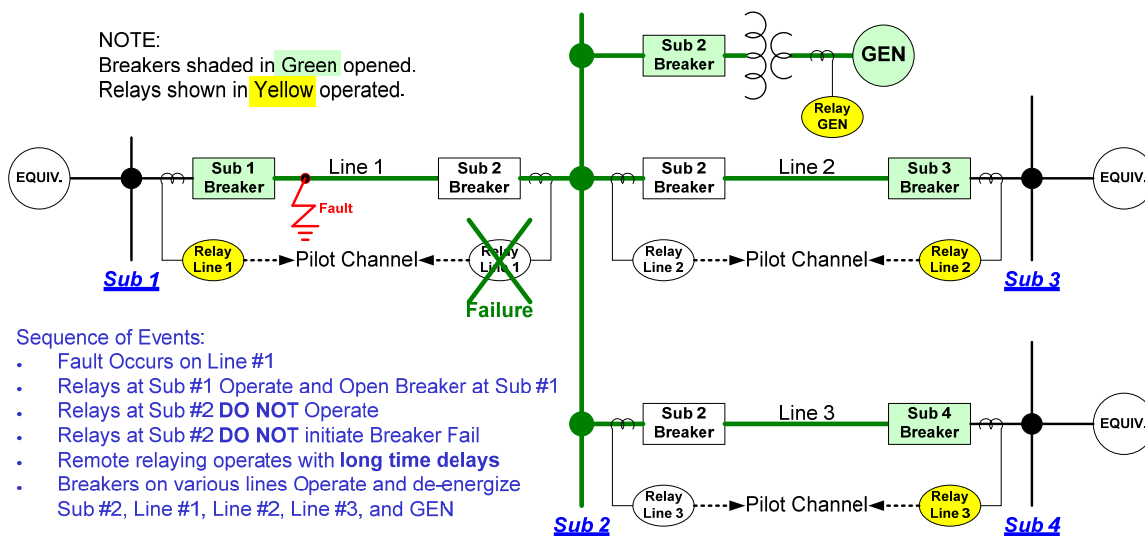 NOTE:
Breakers shaded in Green opened.
Relays shown in Yellow operated.
Sub 2
Breaker
GEN
Relay
GEN
EQUIV.
Sub 1
Breaker
Line 1
Sub 2
Breaker
Sub 2
Breaker
Line 2
Sub 3
Breaker
EQUIV.
Fault
Relay
Line 1
Pilot Channel
Relay
Line 1
Relay
Line 2
Pilot Channel
Relay
Line 2
Sub 1
Failure
Sub 3
Sequence of Events:
• Fault Occurs on Line #1
• Relays at Sub #1 Operate and Open Breaker at Sub #1
• Relays at Sub #2 DO NOT Operate
• Relays at Sub #2 DO NOT initiate Breaker Fail
• Remote relaying operates with long time delays
• Breakers on various lines Operate and de-energize
Sub #2, Line #1, Line #2, Line #3, and GEN
Sub 2
Breaker
Line 3
Sub 4
Breaker
EQUIV.
Relay
Line 3
Pilot Channel
Relay
Line 3
Sub 2
Sub 4